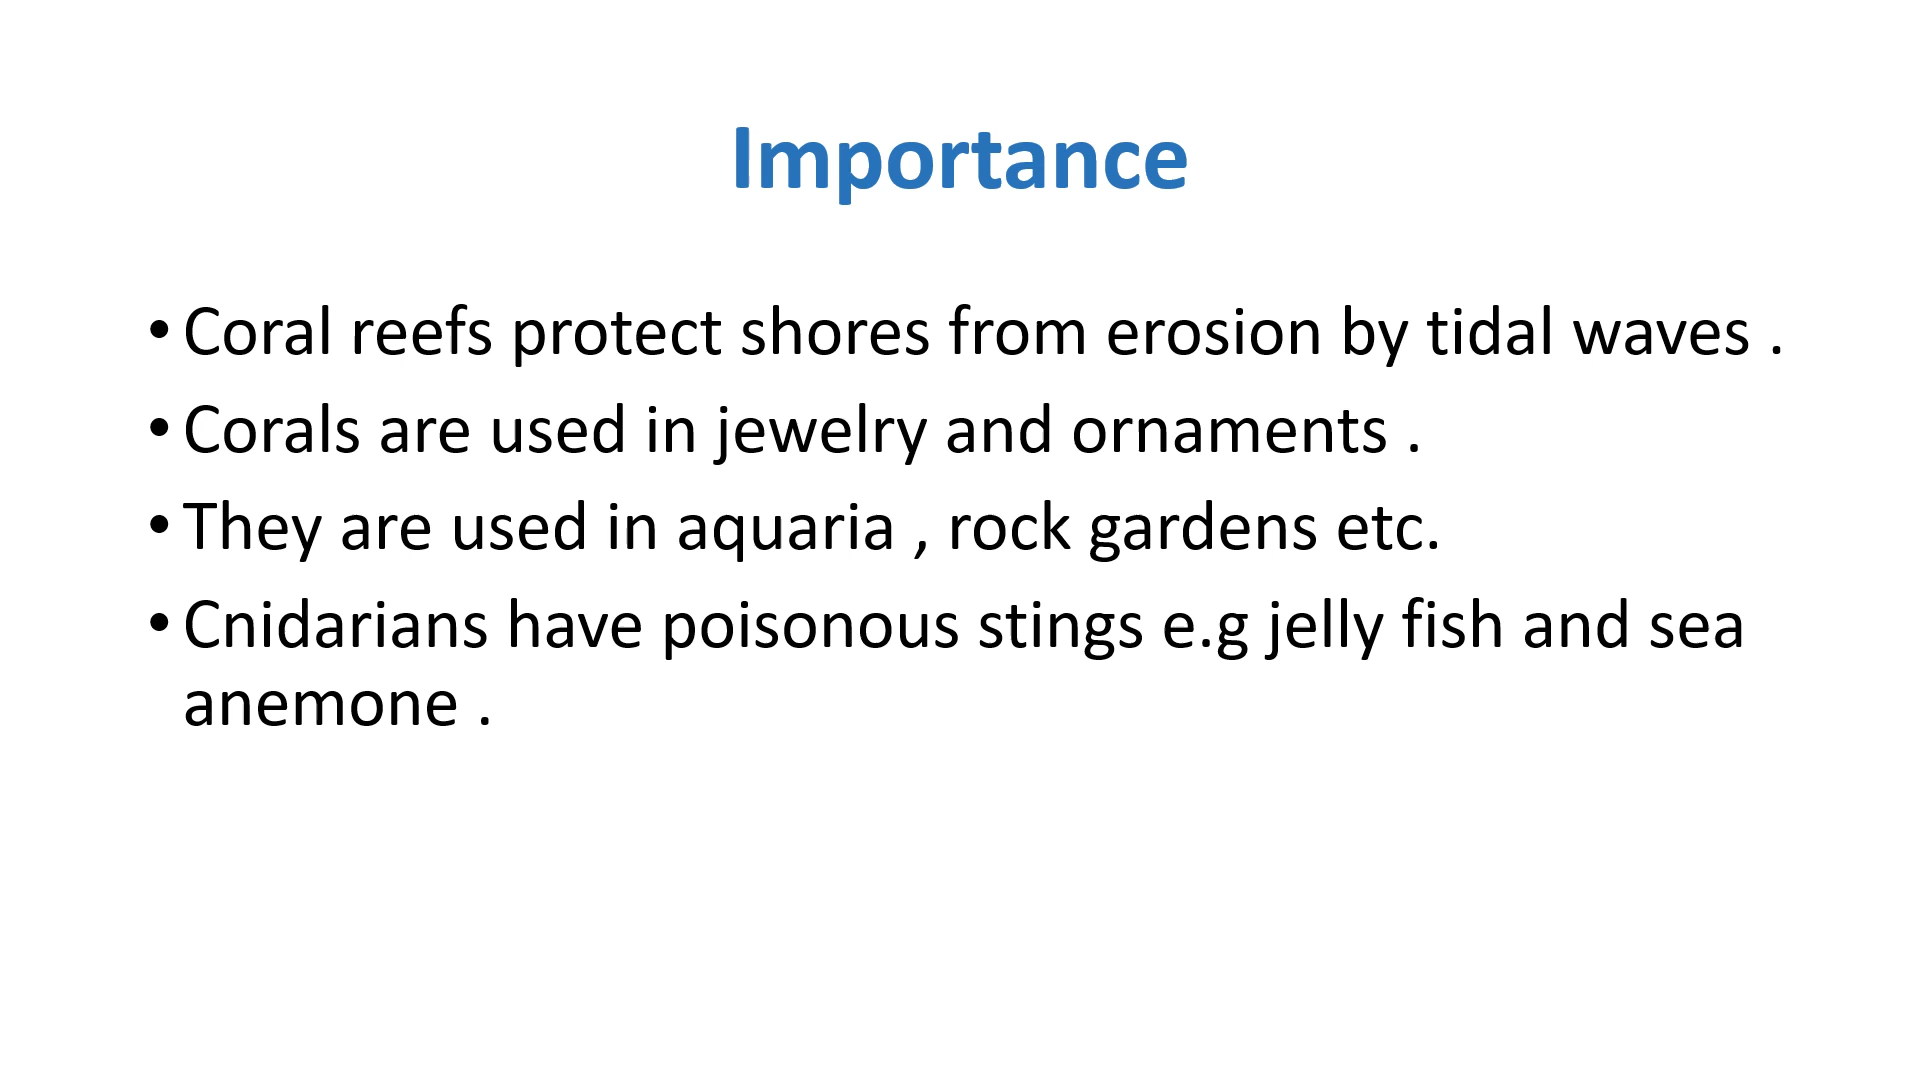 Importance
• Coral reefs protect shores from erosion by tidal waves .
• Corals are used in jewelry and ornaments .
• They are used in aquaria , rock gardens etc.
• Cnidarians have poisonous stings e.g jelly fish and sea
anemone .